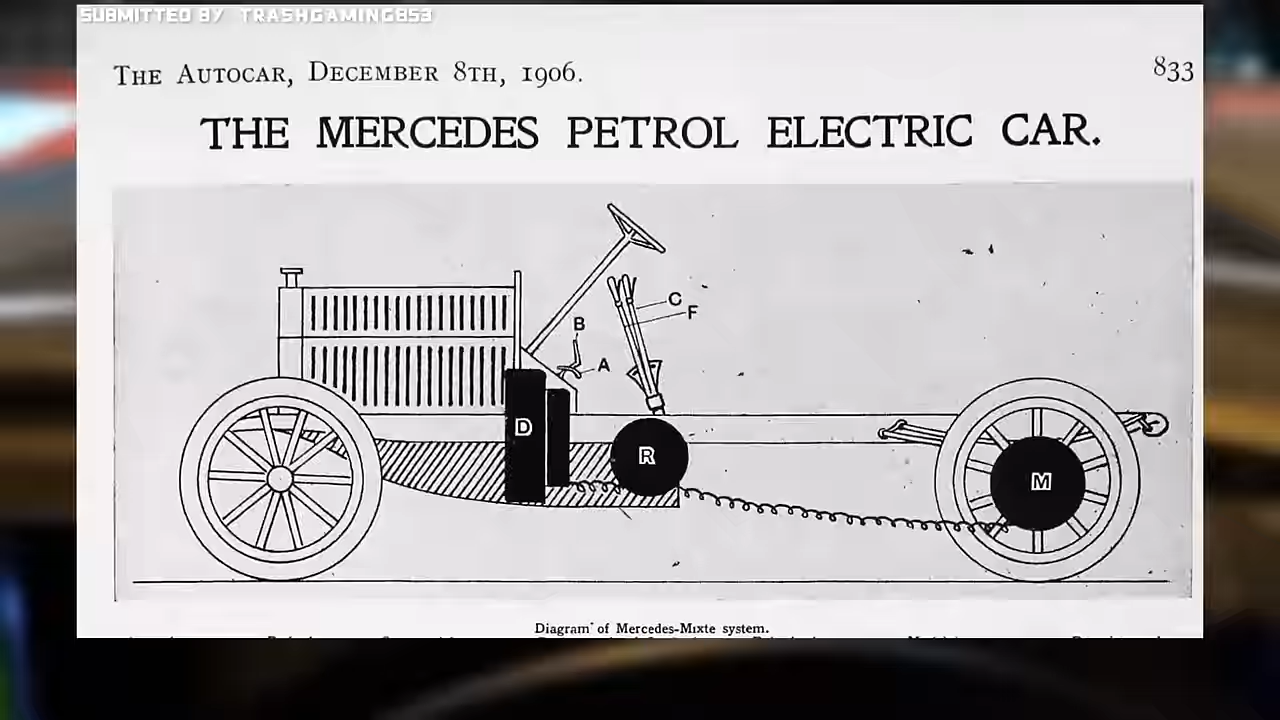 SUBMITTED BY TRASHGAMING853
THE AUTOCAR, DECEMBER 8TH, 1906.
833
THE MERCEDES PETROL ELECTRIC CAR.
C
F
B
A
D
R
M
Diagram of Mercedes-Mixte system.